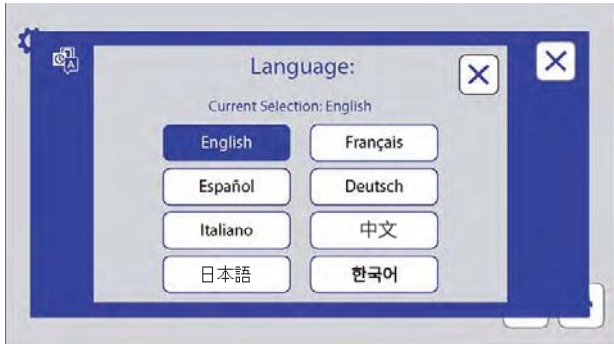 Language:
Current Selection: English
English
Français
Español
Deutsch
Italiano
中文
日本語
한국어